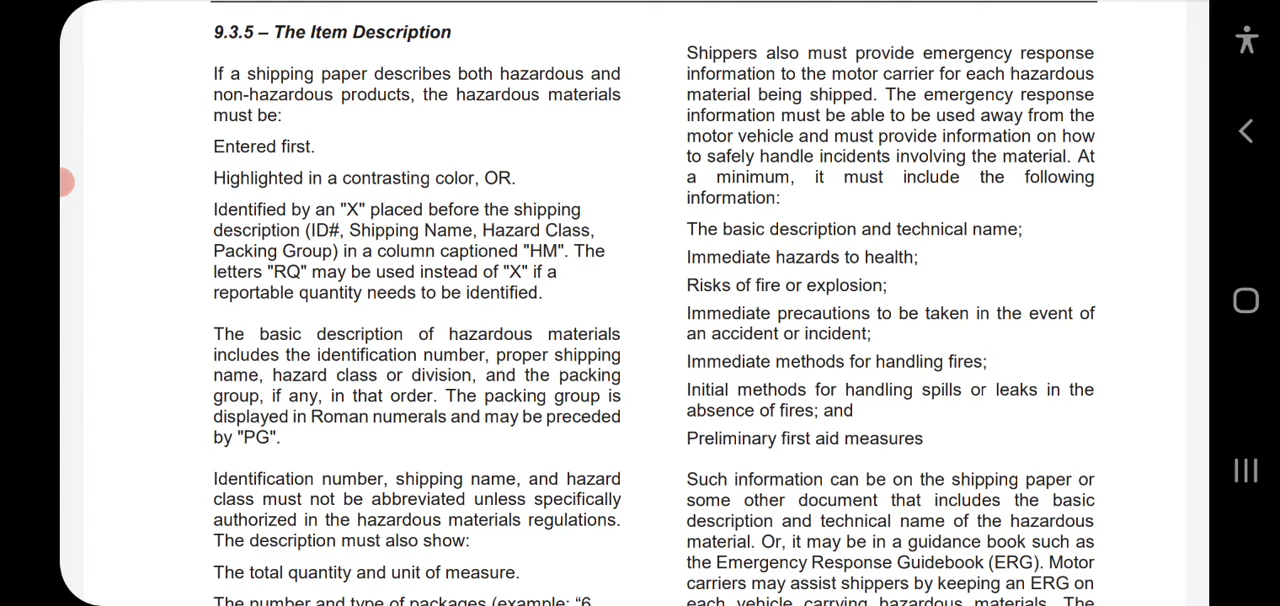 9.3.5 – The Item Description
If a shipping paper describes both hazardous and
non-hazardous products, the hazardous materials
must be:
Entered first.
Highlighted in a contrasting color, OR.
Identified by an "X" placed before the shipping
description (ID#, Shipping Name, Hazard Class,
Packing Group) in a column captioned "HM". The
letters "RQ" may be used instead of "X" if a
reportable quantity needs to be identified.
The basic description of hazardous materials
includes the identification number, proper shipping
name, hazard class or division, and the packing
group, if any, in that order. The packing group is
displayed in Roman numerals and may be preceded
by "PG".
Identification number, shipping name, and hazard
class must not be abbreviated unless specifically
authorized in the hazardous materials regulations.
The description must also show:
The total quantity and unit of measure.
The number and type of packages (example: “6
Shippers also must provide emergency response
information to the motor carrier for each hazardous
material being shipped. The emergency response
information must be able to be used away from the
motor vehicle and must provide information on how
to safely handle incidents involving the material. At
a minimum, it must include the following
information:
The basic description and technical name;
Immediate hazards to health;
Risks of fire or explosion;
Immediate precautions to be taken in the event of
an accident or incident;
Immediate methods for handling fires;
Initial methods for handling spills or leaks in the
absence of fires; and
Preliminary first aid measures
Such information can be on the shipping paper or
some other document that includes the basic
description and technical name of the hazardous
material. Or, it may be in a guidance book such as
the Emergency Response Guidebook (ERG). Motor
carriers may assist shippers by keeping an ERG on
each vehicle carrying hazardous materials. The